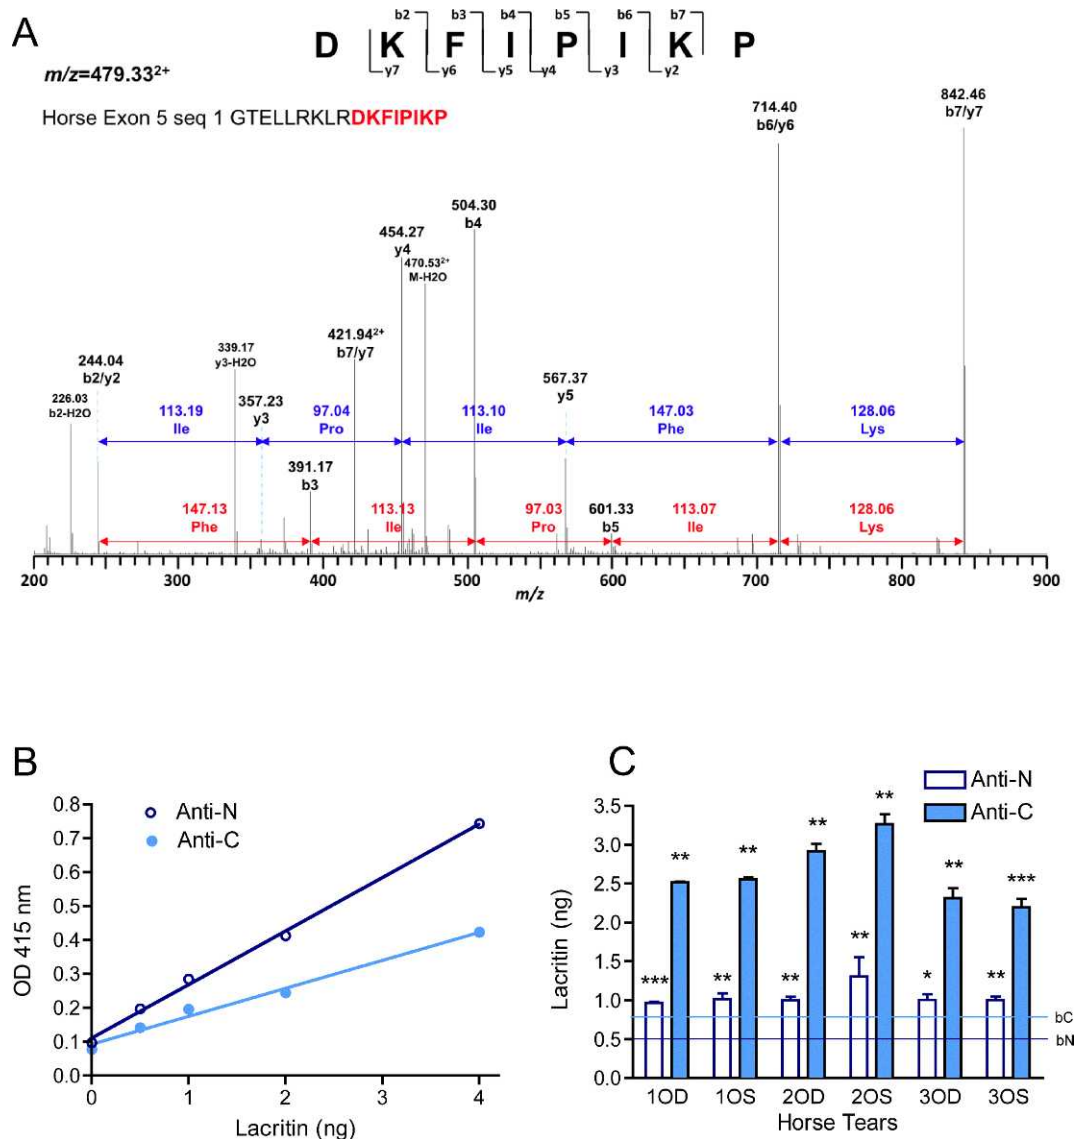 A
b2 b3 b4 b5 b6 b7
D K F I P I K P
y7 y6 y5 y4 y3 y2
m/z=479.33²⁺
Horse Exon 5 seq 1 GTELLRKLRDKFIPIKP
842.46
b7/y7
714.40
b6/y6
504.30
b4
454.27
y4
470.53²⁺
M-H2O
421.94²⁺
b7/y7
339.17
y3-H2O
244.04
b2/y2
226.03
b2-H2O
357.23
y3
567.37
y5
113.19 97.04 113.10 147.03 128.06
Ile Pro Ile Phe Lys
391.17
b3
601.33
b5
147.13 113.13 97.03 113.07 128.06
Phe Ile Pro Ile Lys
200 300 400 500 600 700 800 900
m/z
B
Anti-N
Anti-C
OD 415 nm
0.8
0.7
0.6
0.5
0.4
0.3
0.2
0.1
0.0
0 1 2 3 4
Lacritin (ng)
C
Anti-N
Anti-C
Lacritin (ng)
3.5
3.0
2.5
2.0
1.5
1.0
0.5
0.0
*** ** ** ** ** ** ** ** * ** ** ***
bC
bN
1OD 1OS 2OD 2OS 3OD 3OS
Horse Tears